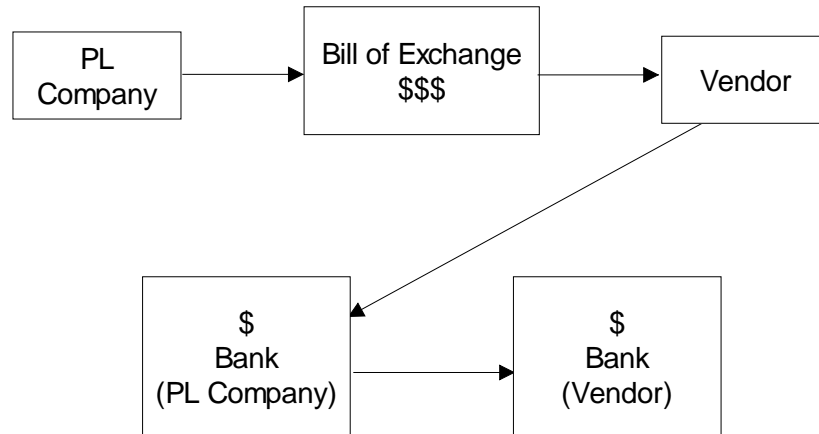 PL
Company
Bill of Exchange
$$$
Vendor
$
Bank
(PL Company)
$
Bank
(Vendor)